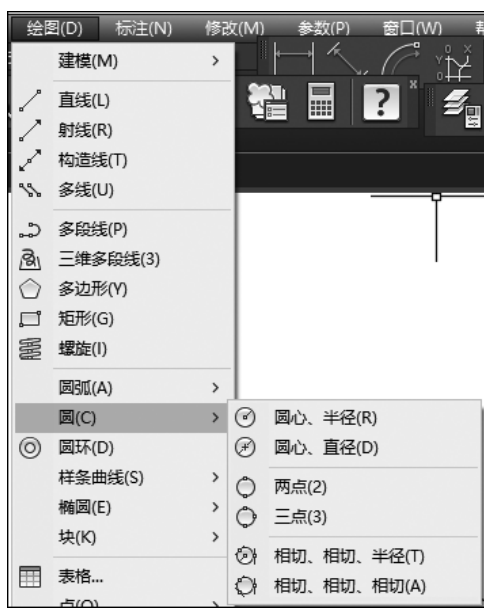 绘图(D) 标注(N) 修改(M) 参数(P) 窗口(W)
建模(M)
直线(L)
射线(R)
构造线(T)
多线(U)
多段线(P)
三维多段线(3)
多边形(Y)
矩形(G)
螺旋(I)
圆弧(A)
圆(C)
圆心、半径(R)
圆环(D)
圆心、直径(D)
样条曲线(S)
两点(2)
椭圆(E)
三点(3)
块(K)
相切、相切、半径(T)
表格...
相切、相切、相切(A)
点(O)